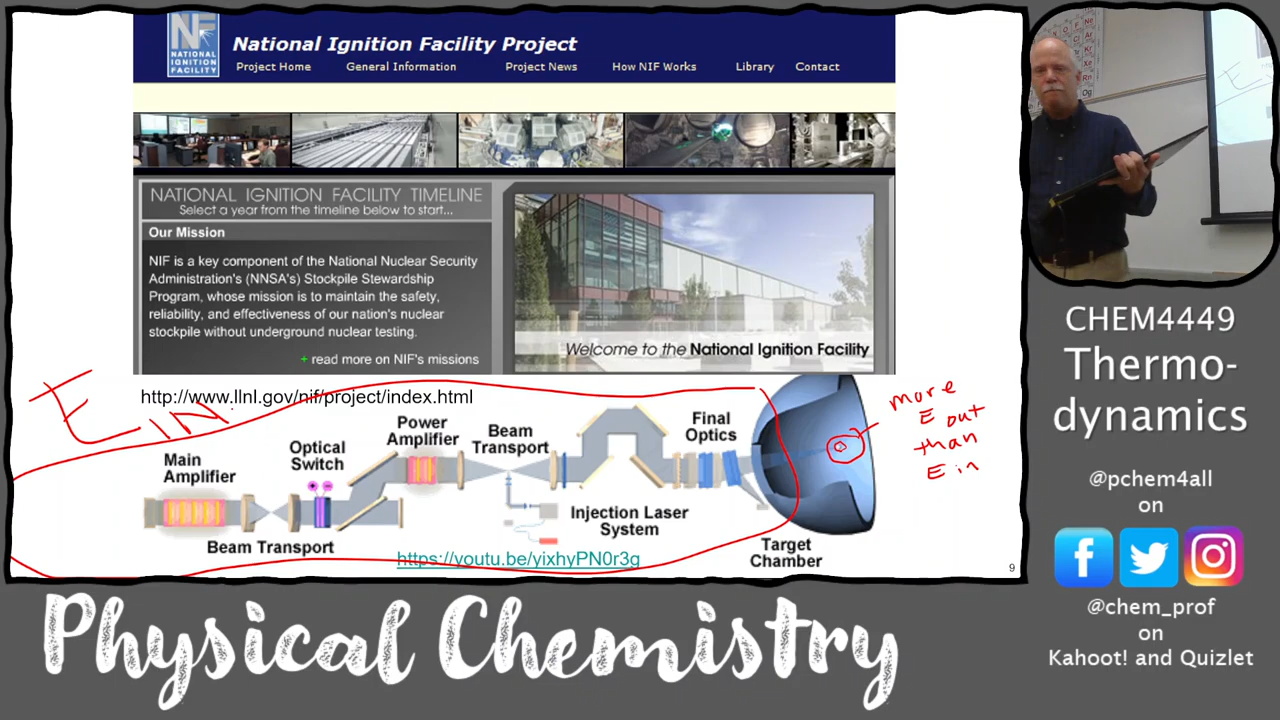 NIF
NATIONAL
IGNITION
FACILITY
National Ignition Facility Project
Project Home General Information Project News How NIF Works Library Contact
NATIONAL IGNITION FACILITY TIMELINE
Select a year from the timeline below to start...
Our Mission
NIF is a key component of the National Nuclear Security
Administration's (NNSA's) Stockpile Stewardship
Program, whose mission is to maintain the safety,
reliability, and effectiveness of our nation's nuclear
stockpile without underground nuclear testing.
+ read more on NIF's missions
Welcome to the National Ignition Facility
http://www.llnl.gov/nif/project/index.html
E IN.
Main
Amplifier
Optical
Switch
Power
Amplifier
Beam
Transport
Final
Optics
more
E out
than
E in
Injection Laser
System
Beam Transport
https://youtu.be/yixhyPN0r3g
Target
Chamber
9
CHEM4449
Thermo-
dynamics
@pchem4all
on
@chem_prof
on
Kahoot! and Quizlet
Physical Chemistry